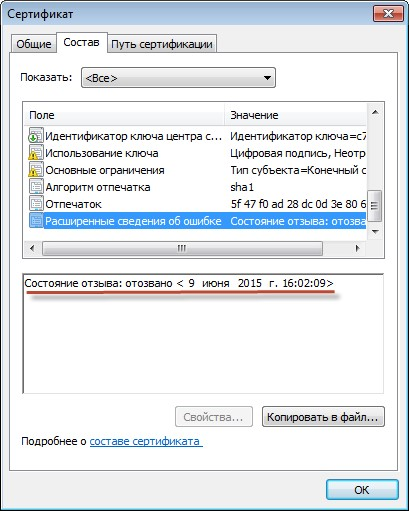 Сертификат
Общие Состав Путь сертификации
Показать: <Все>
Поле Значение
Идентификатор ключа центра с... Идентификатор ключа=c7
Использование ключа Цифровая подпись, Неотр
Основные ограничения Тип субъекта=Конечный с
Алгоритм отпечатка sha1
Отпечаток 5f 47 f0 ad 28 dc 0d 3e 80 6
Расширенные сведения об ошибке Состояние отзыва: отозва
Состояние отзыва: отозвано < 9 июня 2015 г. 16:02:09>
Свойства... Копировать в файл...
Подробнее о составе сертификата
ОК